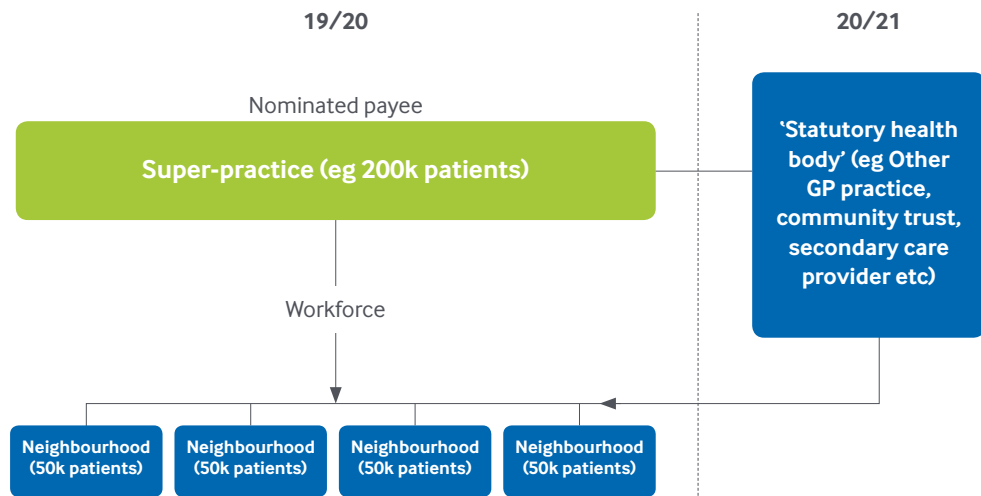 19/20
20/21
Nominated payee
Super-practice (eg 200k patients)
‘Statutory health
body’ (eg Other
GP practice,
community trust,
secondary care
provider etc)
Workforce
Neighbourhood
(50k patients)
Neighbourhood
(50k patients)
Neighbourhood
(50k patients)
Neighbourhood
(50k patients)